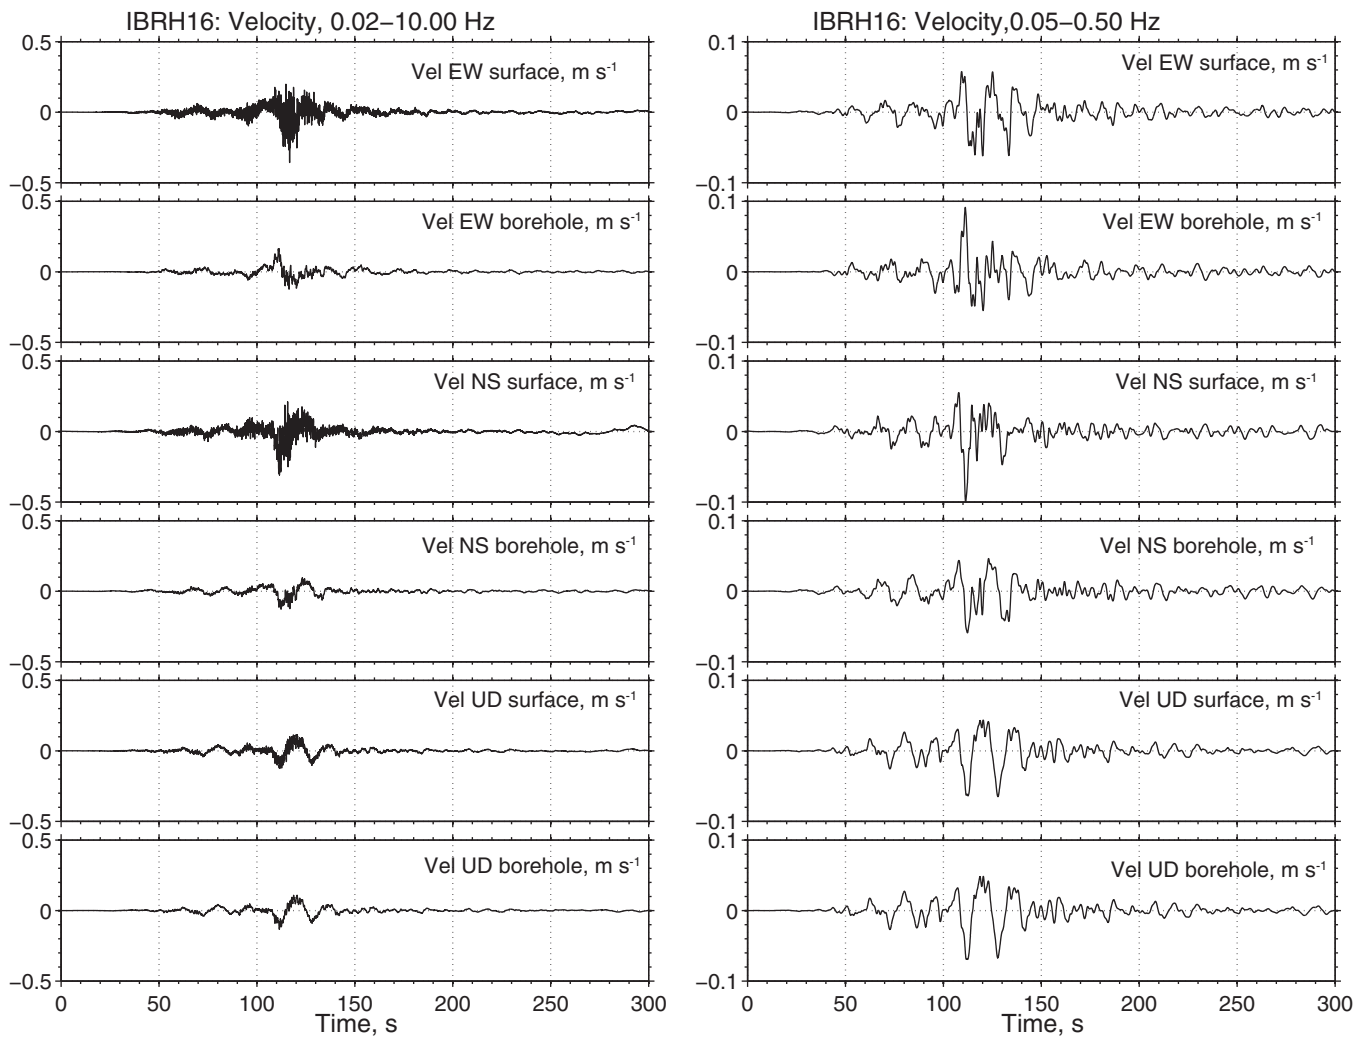 IBRH16: Velocity, 0.02−10.00 Hz
0.5
Vel EW surface, m s-1
0
−0.5
0.5
Vel EW borehole, m s-1
0
−0.5
0.5
Vel NS surface, m s-1
0
−0.5
0.5
Vel NS borehole, m s-1
0
−0.5
0.5
Vel UD surface, m s-1
0
−0.5
0.5
Vel UD borehole, m s-1
0
−0.5
0 50 100 150 200 250 300
Time, s
IBRH16: Velocity,0.05−0.50 Hz
0.1
Vel EW surface, m s-1
0
−0.1
0.1
Vel EW borehole, m s-1
0
−0.1
0.1
Vel NS surface, m s-1
0
−0.1
0.1
Vel NS borehole, m s-1
0
−0.1
0.1
Vel UD surface, m s-1
0
−0.1
0.1
Vel UD borehole, m s-1
0
−0.1
0 50 100 150 200 250 300
Time, s